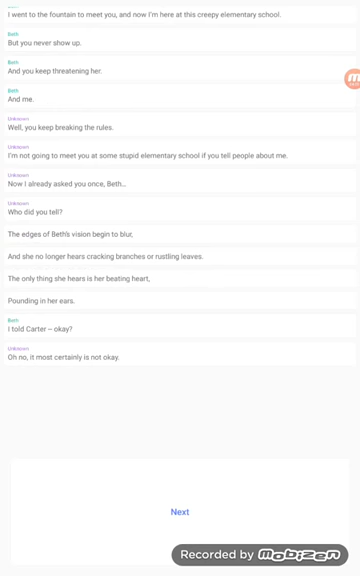 I went to the fountain to meet you, and now I'm here at this creepy elementary school.
Beth
But you never show up.
Beth
And you keep threatening her.
Beth
And me.
Unknown
Well, you keep breaking the rules.
Unknown
I'm not going to meet you at some stupid elementary school if you tell people about me.
Unknown
Now I already asked you once, Beth...
Unknown
Who did you tell?
The edges of Beth's vision begin to blur,
And she no longer hears cracking branches or rustling leaves.
The only thing she hears is her beating heart,
Pounding in her ears.
Beth
I told Carter – okay?
Unknown
Oh no, it most certainly is not okay.
Next
Recorded by mobizen